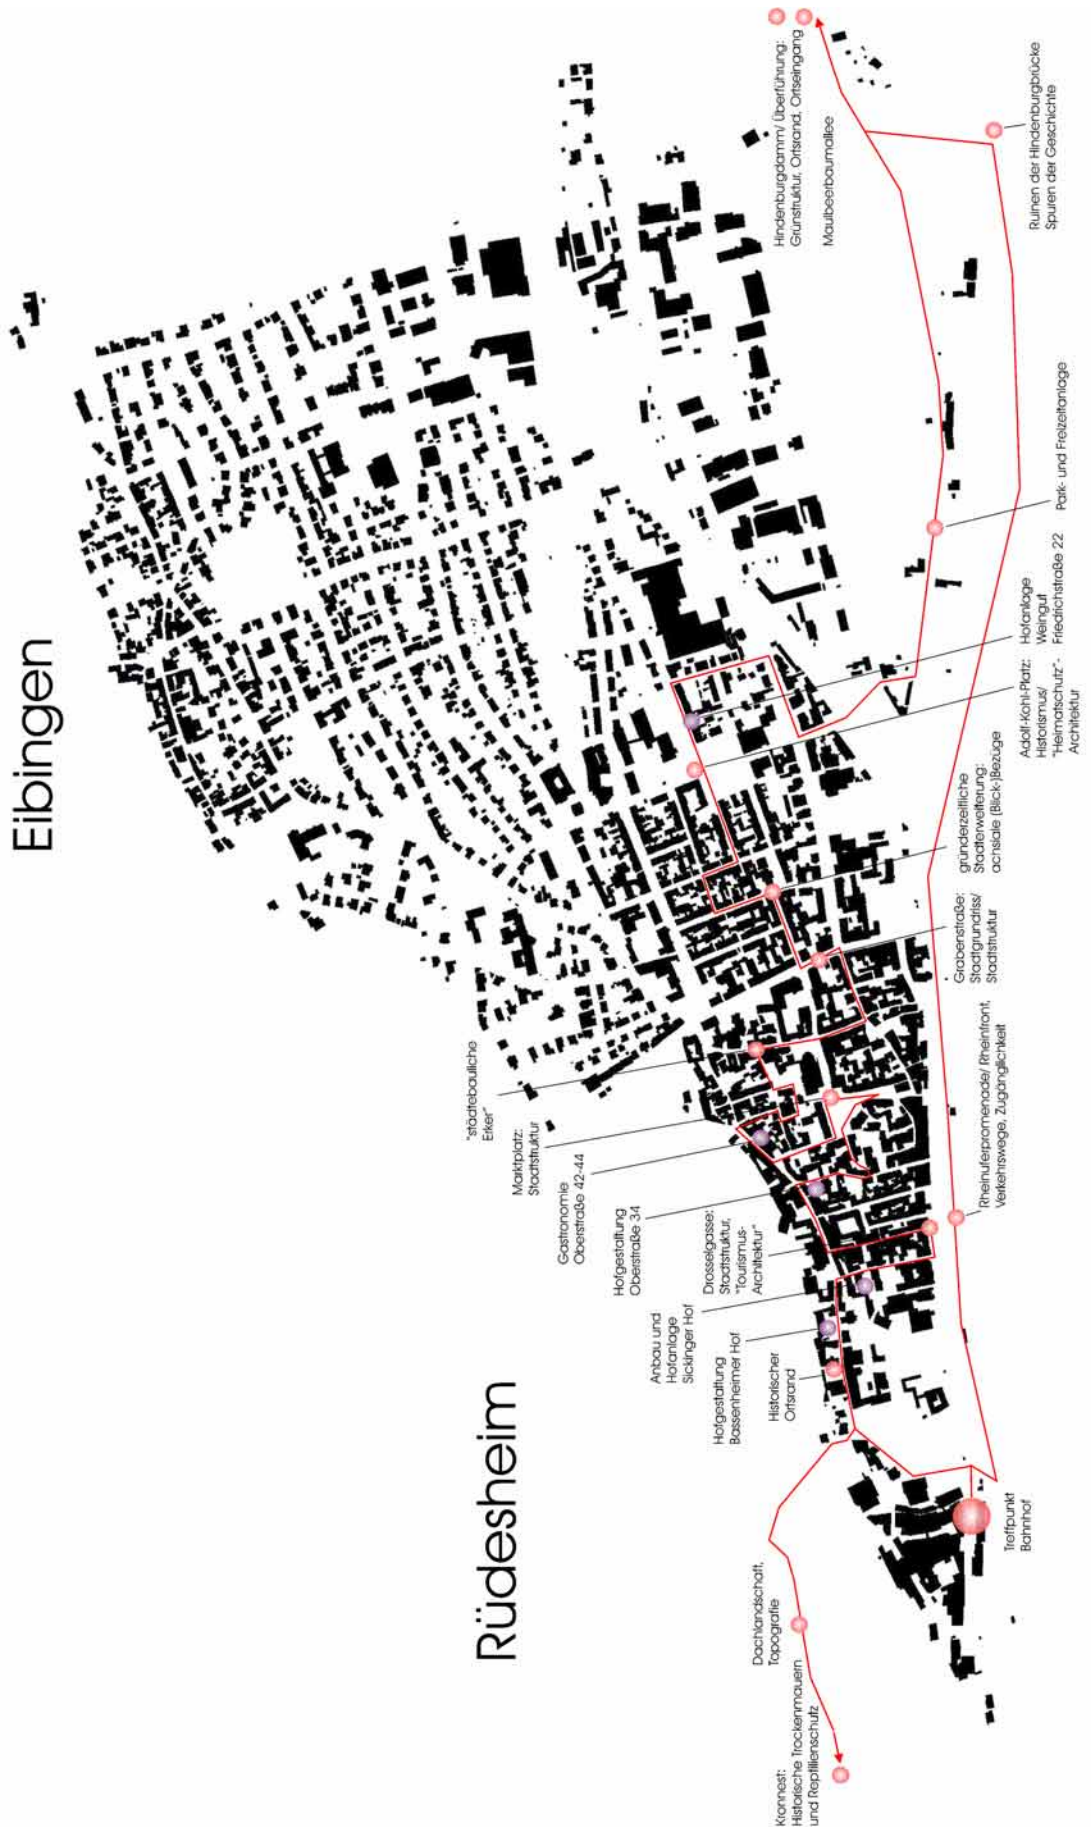 Eibingen
Rüdesheim
Kronnest:
Historische Trockenmauern
und Reptilienschutz
Dachlandschaft,
Topografie
Treffpunkt
Bahnhof
Historischer
Ortsrand
Hofgestaltung
Bassenheimer Hof
Anbau und
Hofanlage
Sickinger Hof
Drosselgasse:
Stadtstruktur,
"Tourismus-
Architektur"
Hofgestaltung
Oberstraße 34
Gastronomie
Oberstraße 42-44
Marktplatz:
Stadtstruktur
"städtebauliche
Erker"
Rheinuferpromenade/ Rheinfront,
Verkehrswege, Zugänglichkeit
Grabenstraße:
Stadtgrundriss/
Stadtstruktur
gründerzeitliche
Stadterweiterung:
achsiale (Blick-)Bezüge
Adolf-Kohl-Platz:
Historismus/
"Heimatschutz"-
Architektur
Hofanlage
Weingut
Friedrichstraße 22
Park- und Freizeitanlage
Hindenburgdamm/ Überführung:
Grünstruktur, Ortsrand, Ortseingang
Maulbeerbaumallee
Ruinen der Hindenburgbrücke
Spuren der Geschichte